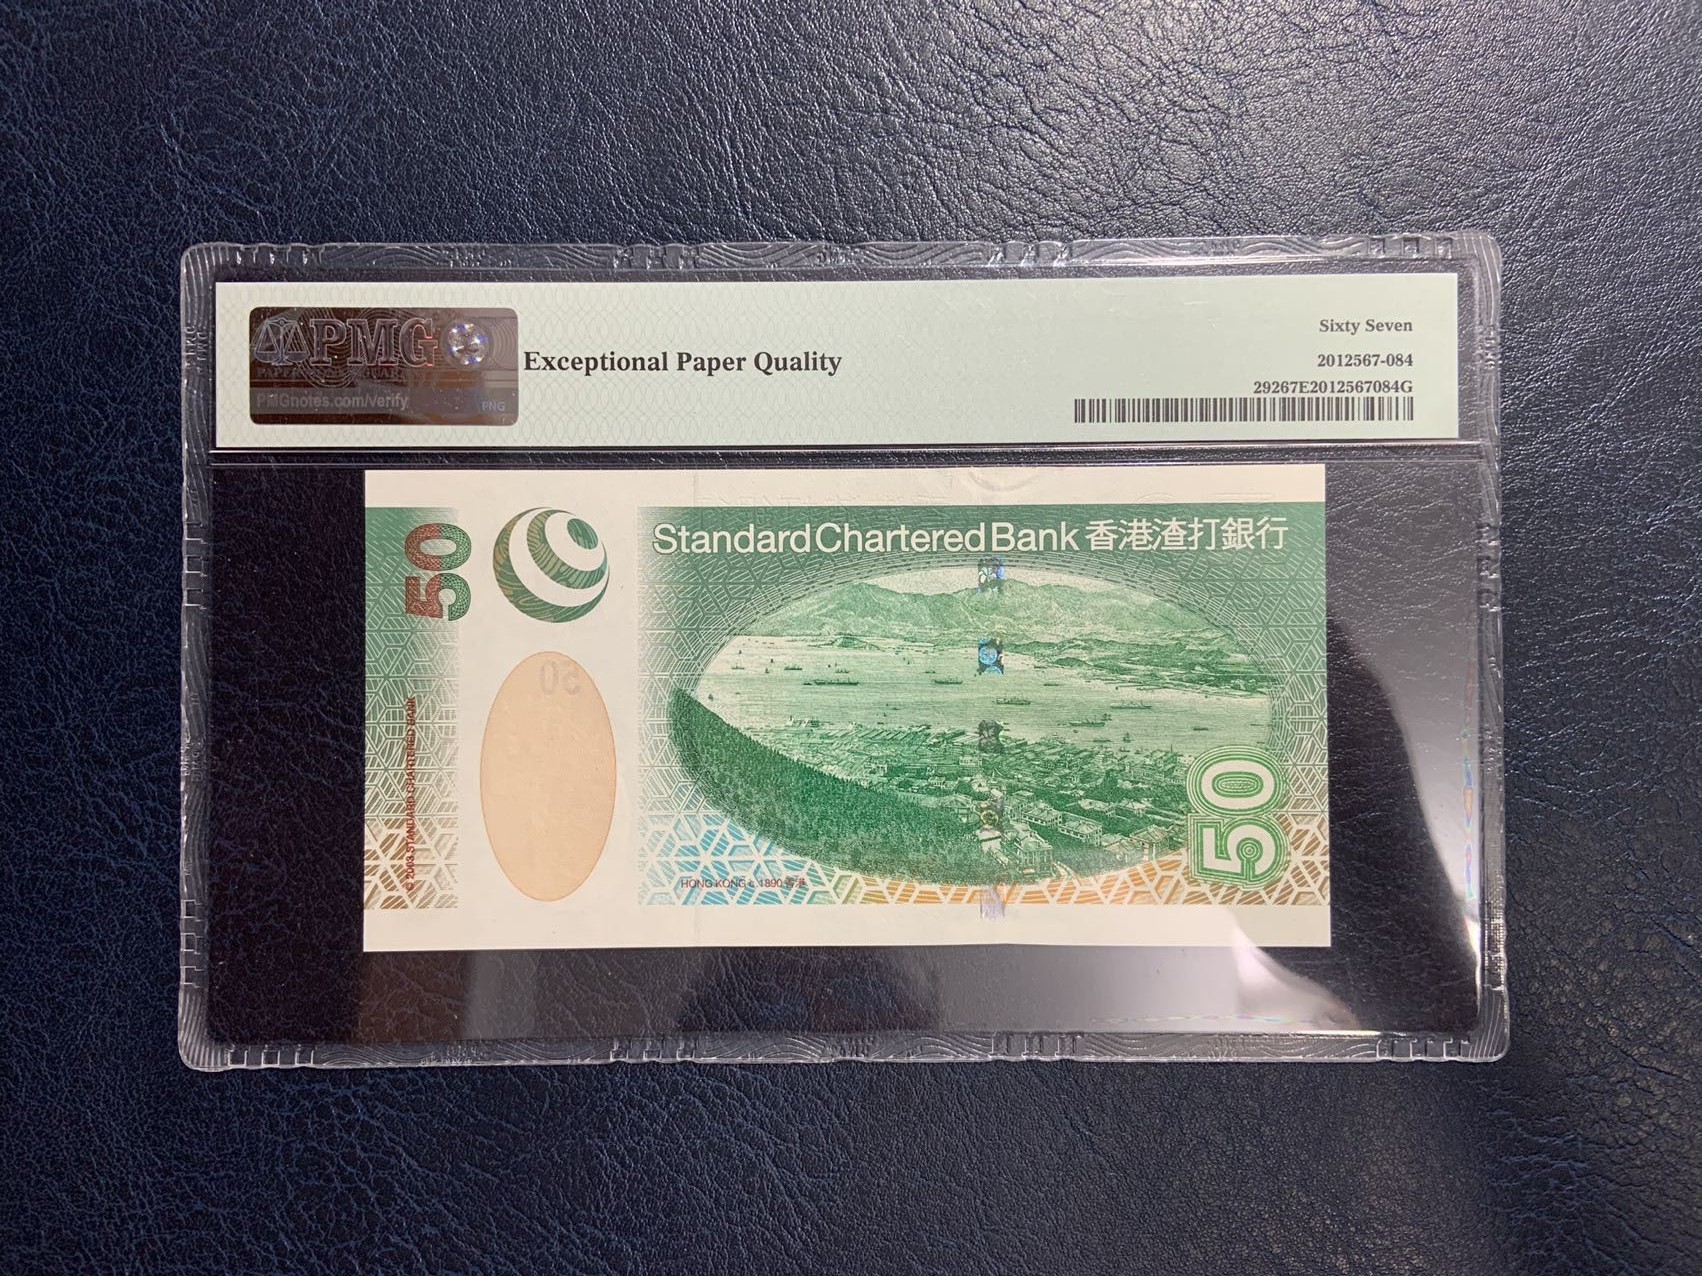 PMG
PMGnotes.com/verify
PNG
Exceptional Paper Quality
Sixty Seven
2012567-084
29267E2012567084G
50
Standard Chartered Bank 香港渣打銀行
50
© 2003 STANDARD CHARTERED BANK
HONG KONG c. 1890 香港
50